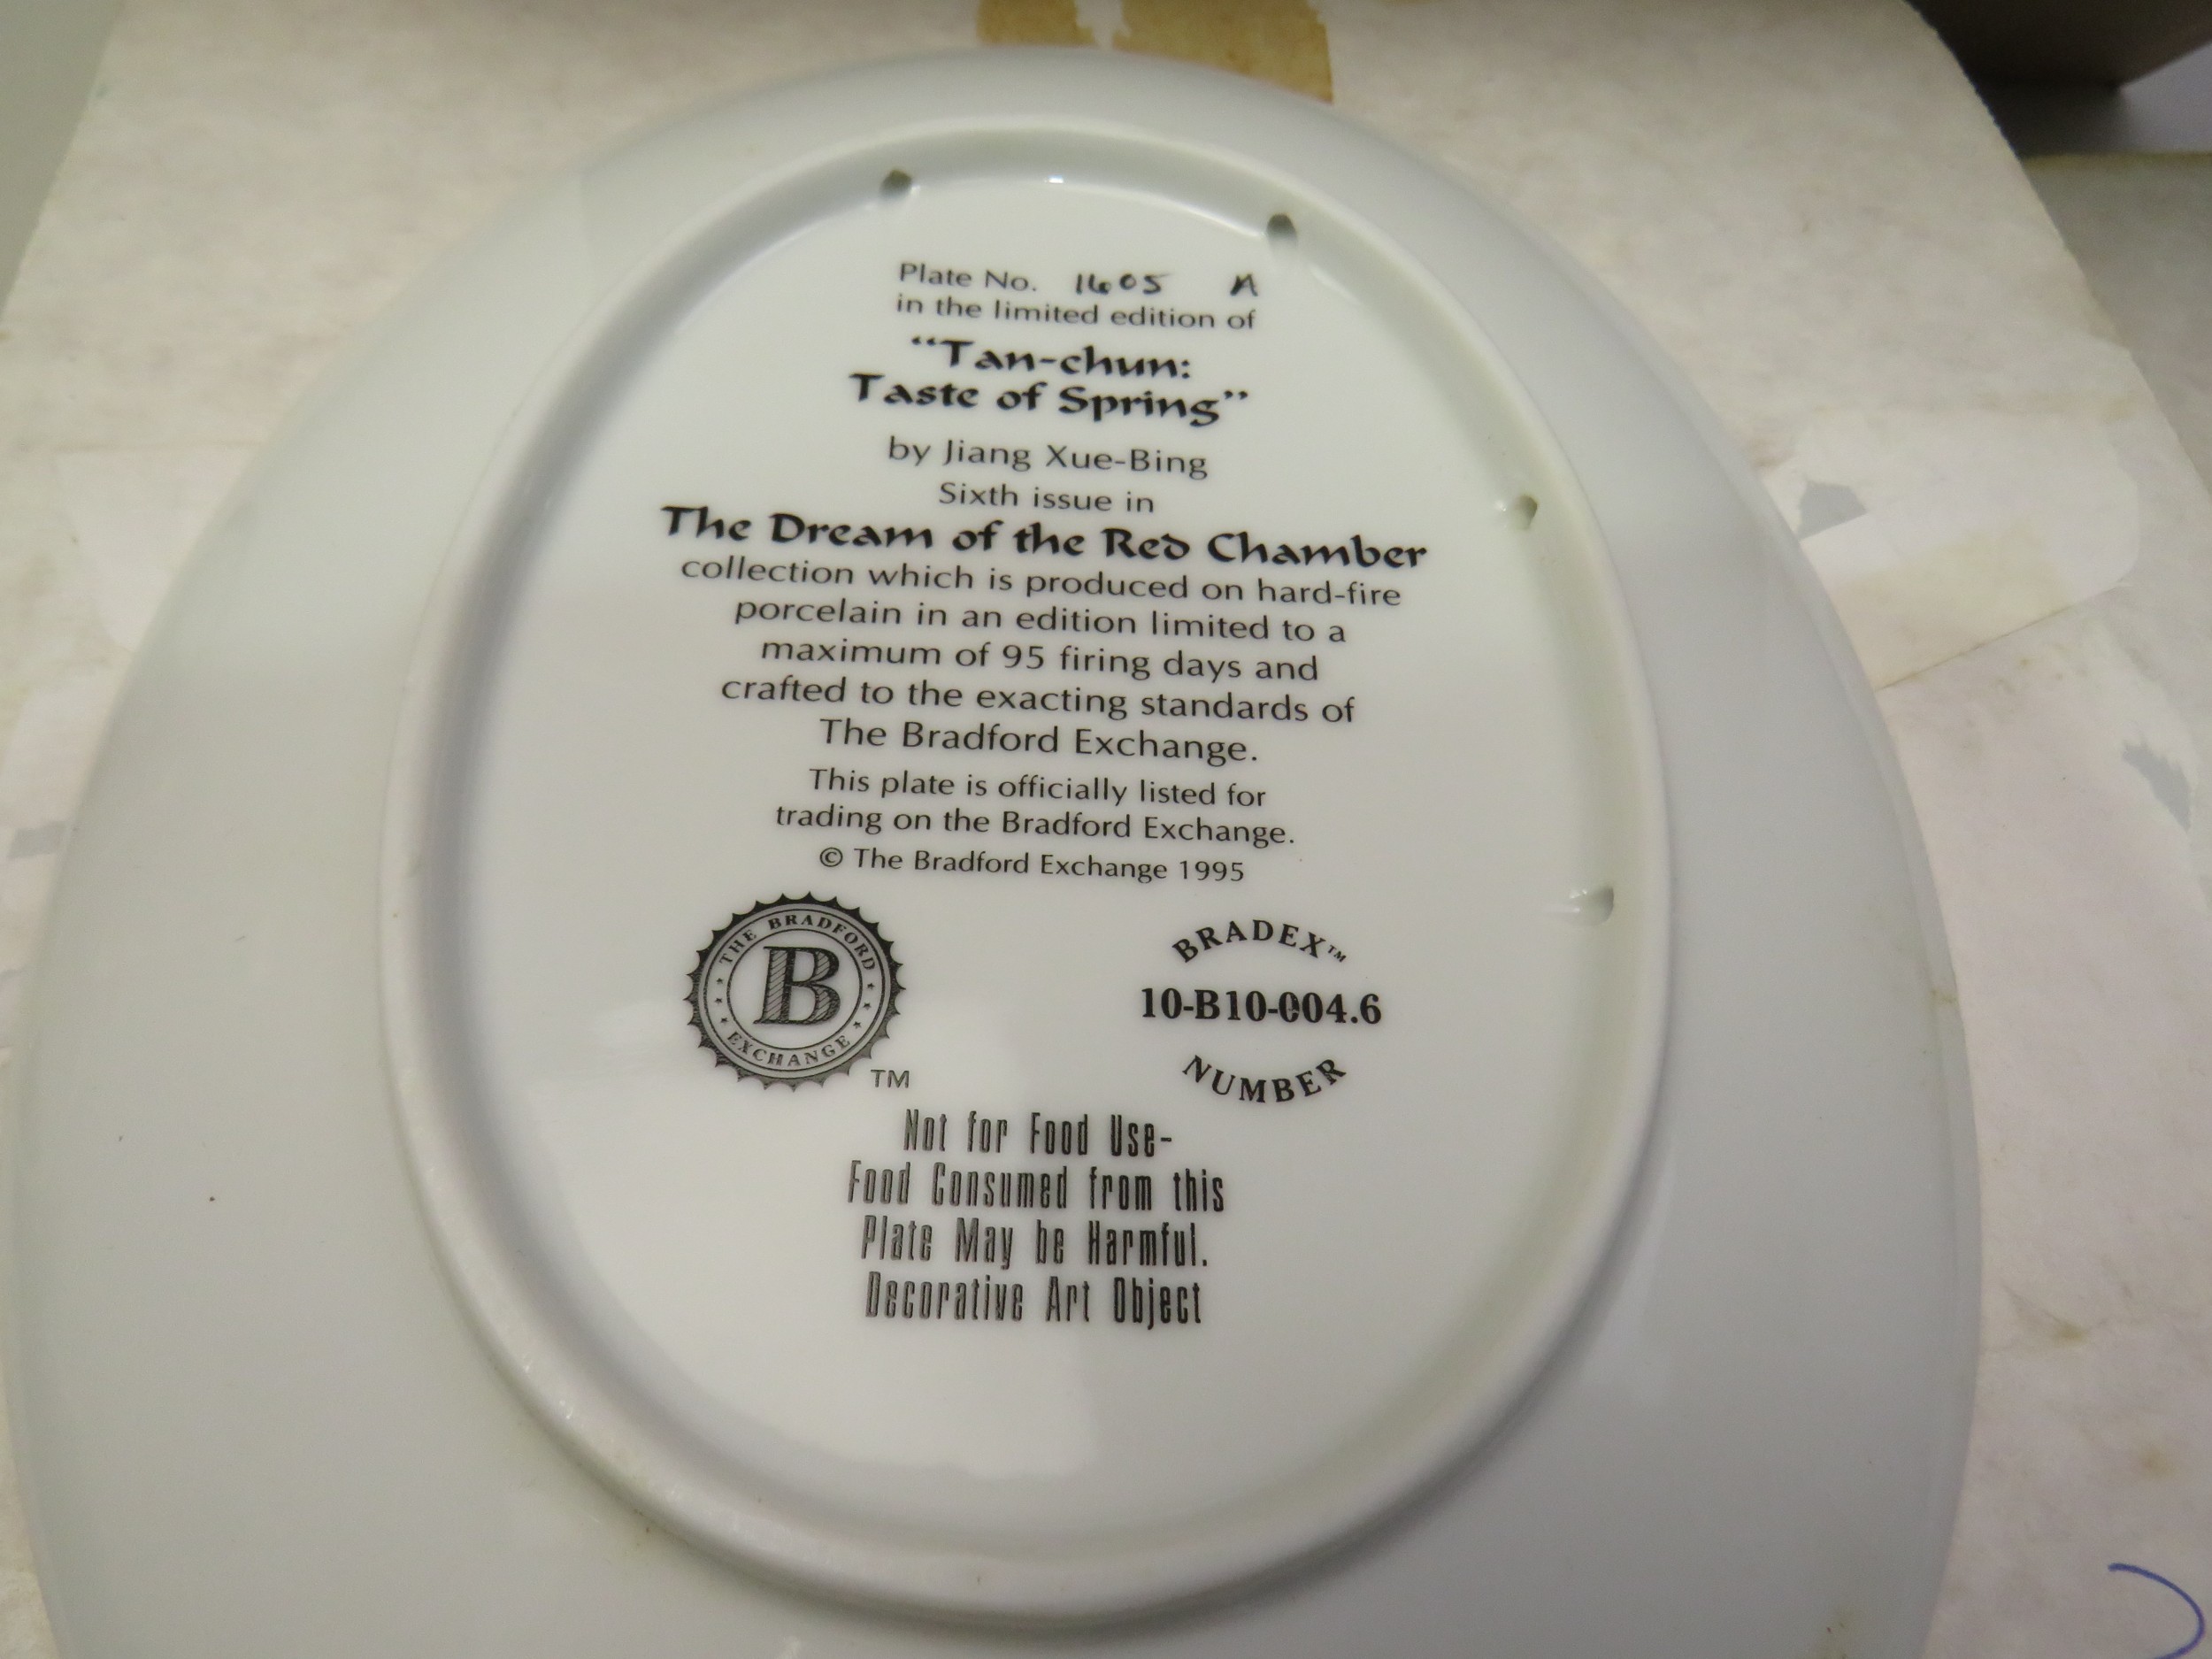 Plate No. 1605 A
in the limited edition of
“Tan-chun:
Taste of Spring”
by Jiang Xue-Bing
Sixth issue in
The Dream of the Red Chamber
collection which is produced on hard-fire
porcelain in an edition limited to a
maximum of 95 firing days and
crafted to the exacting standards of
The Bradford Exchange.
This plate is officially listed for
trading on the Bradford Exchange.
© The Bradford Exchange 1995
THE BRADFORD
B
EXCHANGE
TM
BRADEX™
10-B10-004.6
NUMBER
Not for Food Use-
Food Consumed from this
Plate May be Harmful.
Decorative Art Object